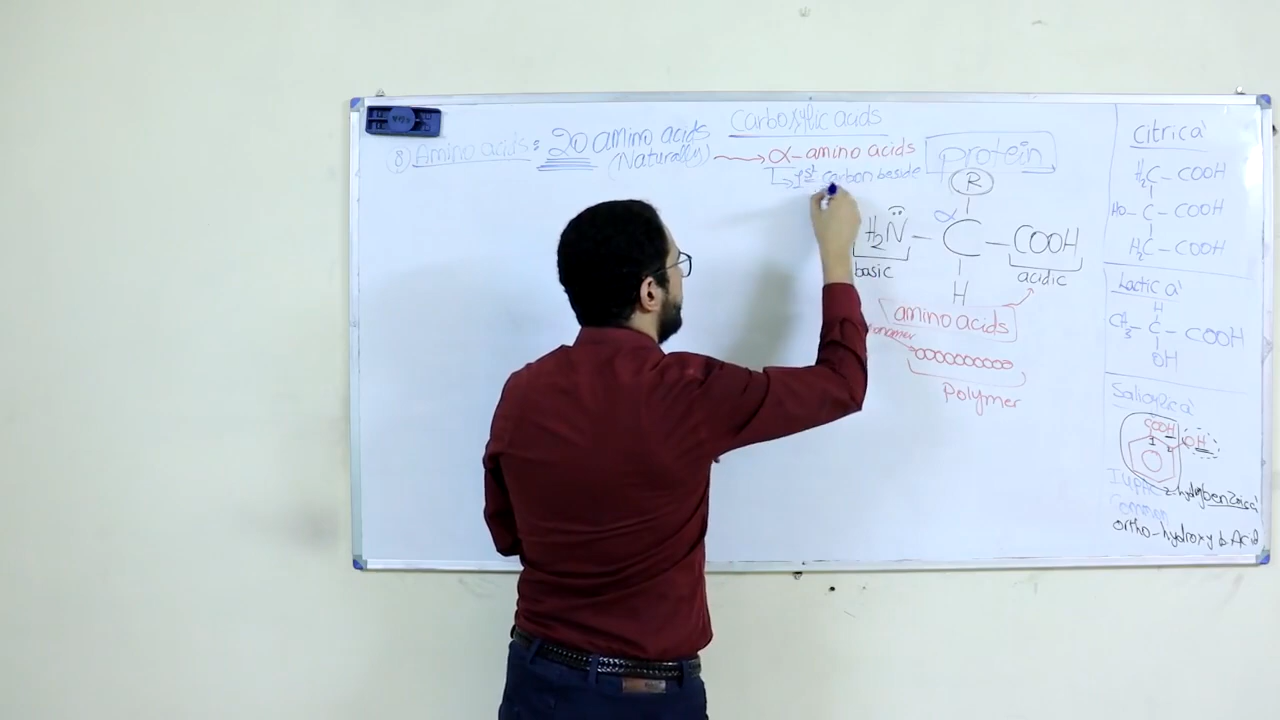 Carboxylic acids
8 Amino acids : 20 amino acids
(Naturally)
α-amino acids
1st carbon beside
protein
R
α
H2N - C - COOH
H
basic
acidic
amino acids
polymer
Citric a'
H2C - COOH
HO - C - COOH
H2C - COOH
Lactic a'
H
CH3 - C - COOH
OH
Salicylic a'
COOH
1
OH
IUPAC
2-hydroxybenzoic a'
Common
ortho-hydroxy b. Acid